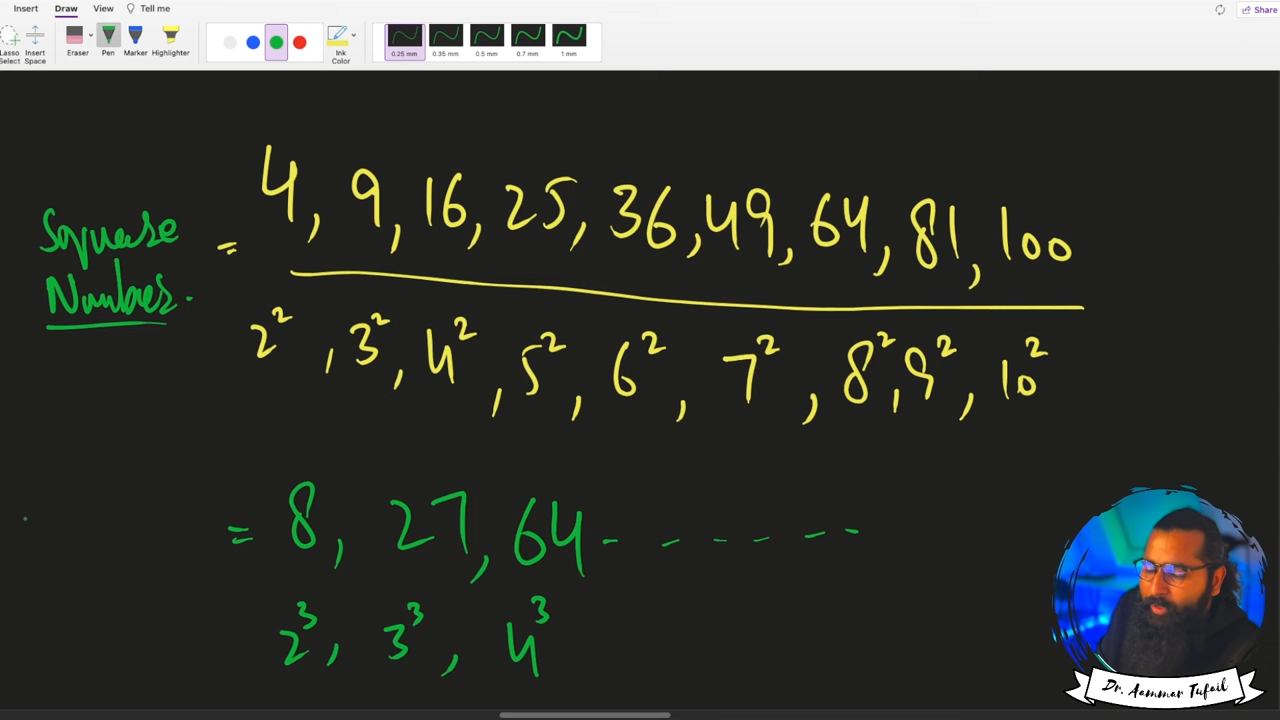 Insert Draw View Tell me Share
Lasso Select Insert Space Eraser Pen Marker Highlighter Ink Color 0.25 mm 0.35 mm 0.5 mm 0.7 mm 1 mm
Square Numbers. = 4, 9, 16, 25, 36, 49, 64, 81, 100
2², 3², 4², 5², 6², 7², 8², 9², 10²
= 8, 27, 64 - - - - - -
2³, 3³, 4³
Dr. Aammar Tufail